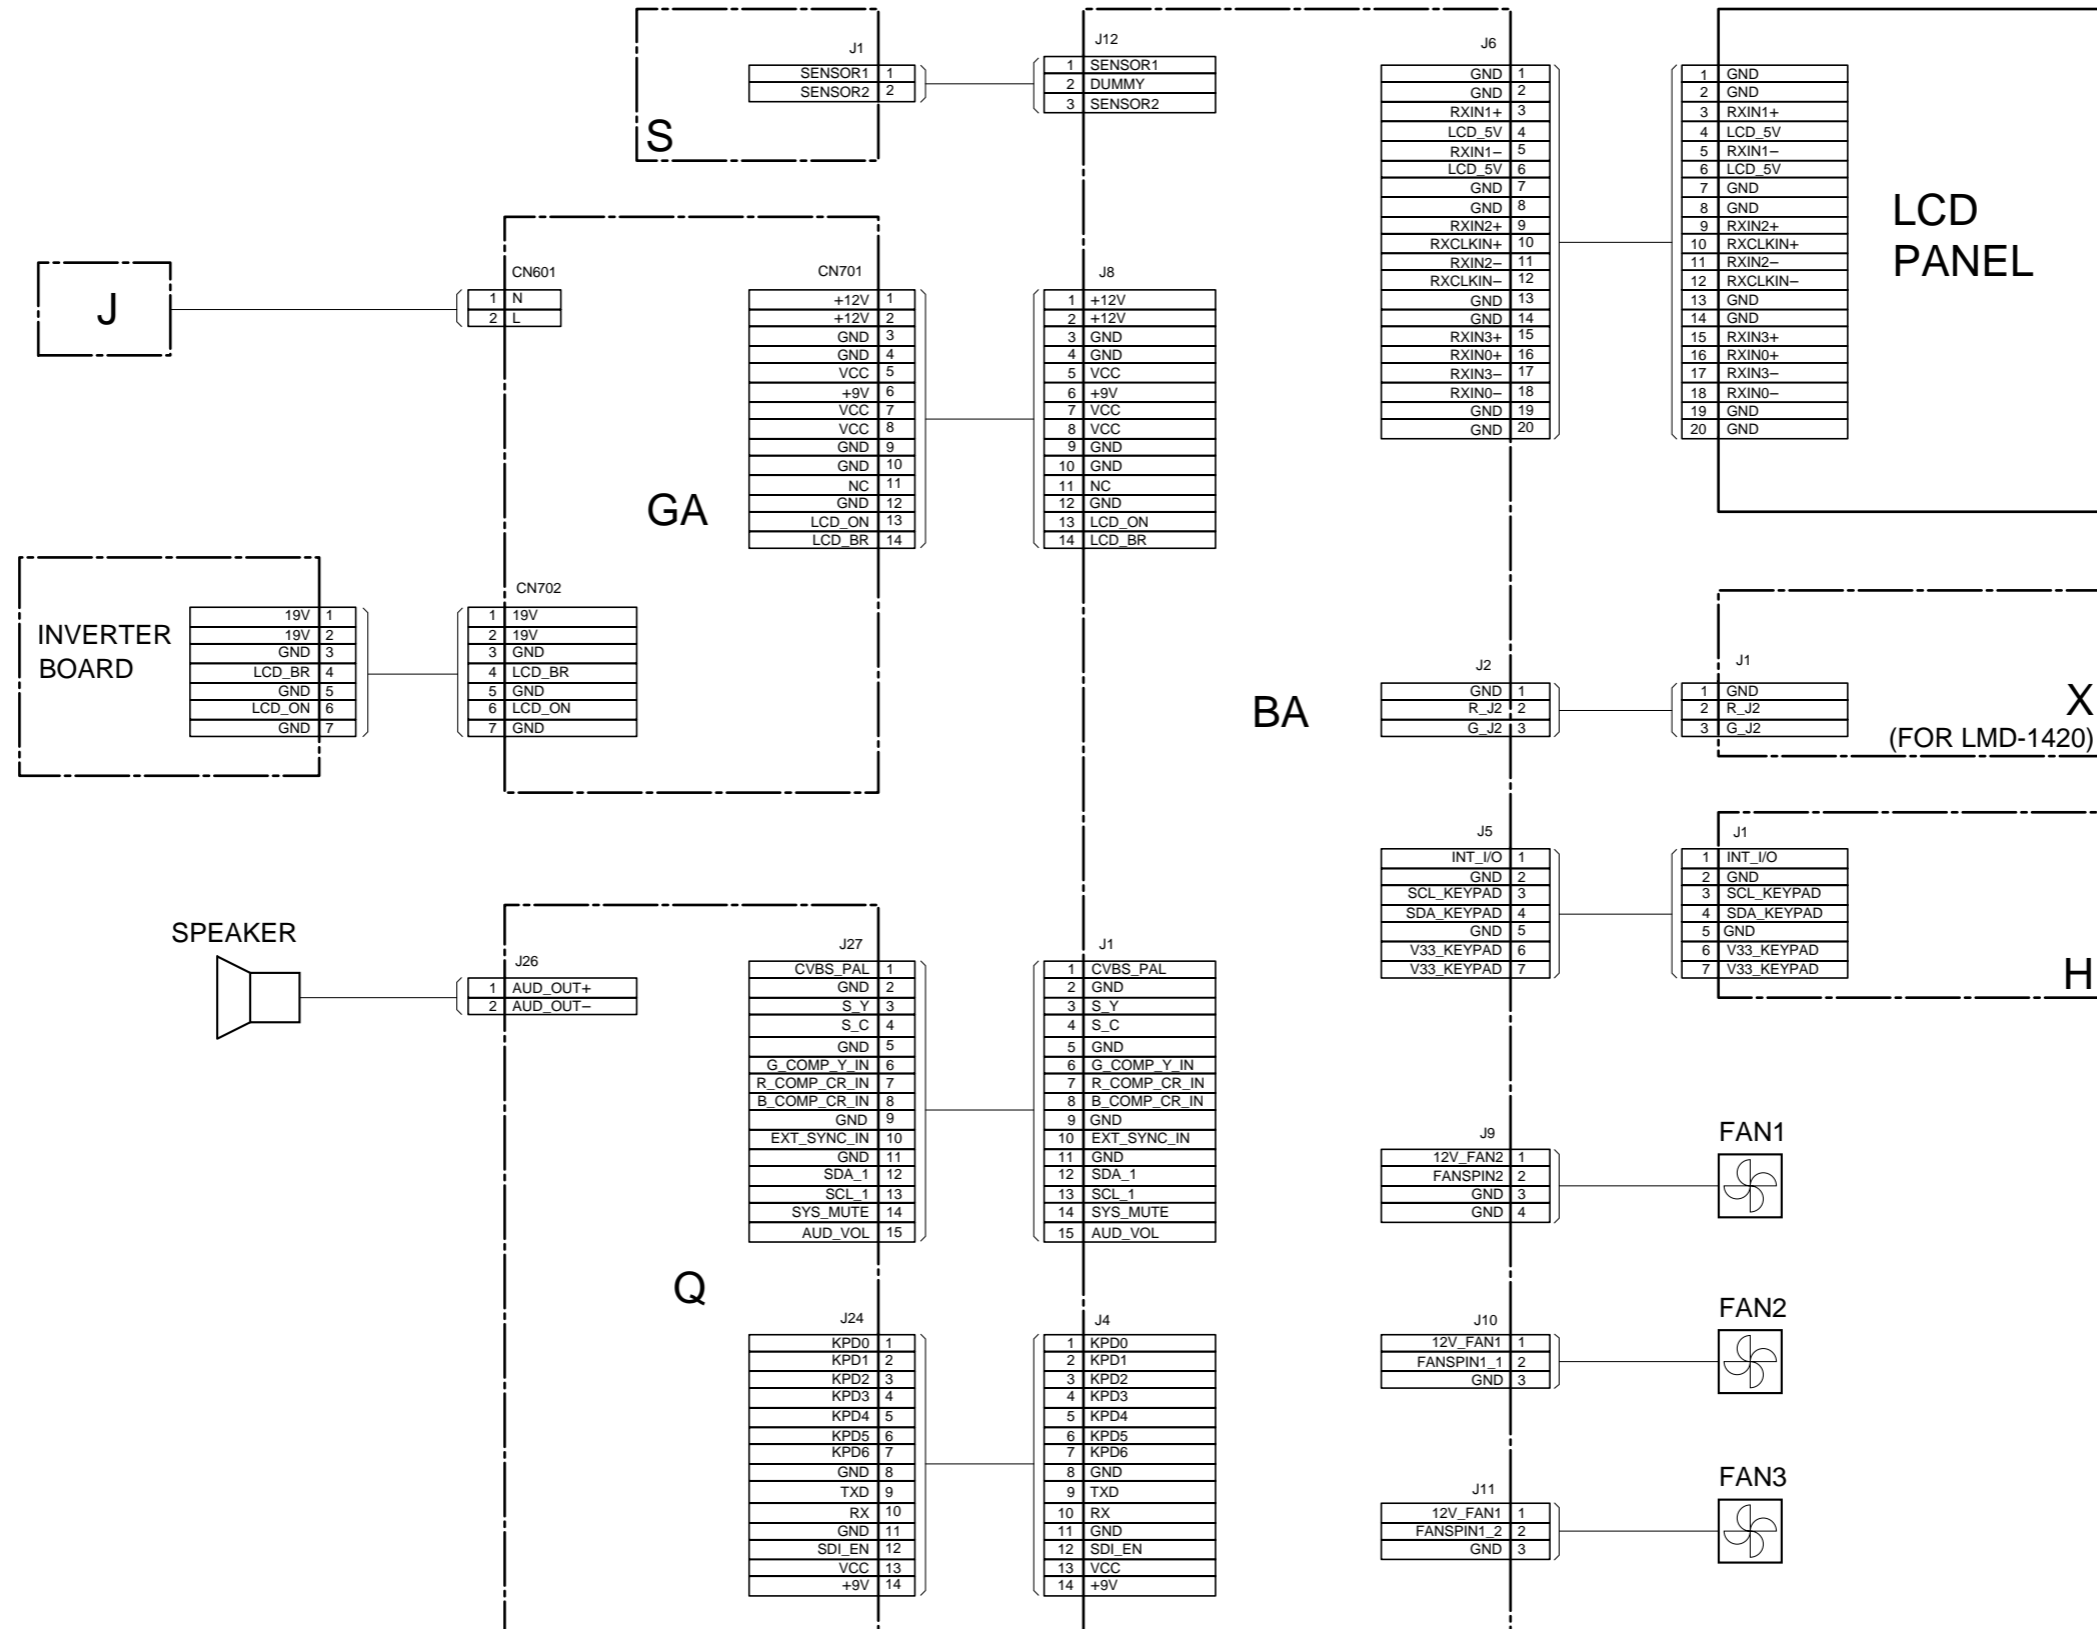 S
J1
SENSOR1 1
SENSOR2 2
J12
1 SENSOR1
2 DUMMY
3 SENSOR2
J6
GND 1
GND 2
RXIN1+ 3
LCD_5V 4
RXIN1– 5
LCD_5V 6
GND 7
GND 8
RXIN2+ 9
RXCLKIN+ 10
RXIN2– 11
RXCLKIN– 12
GND 13
GND 14
RXIN3+ 15
RXIN0+ 16
RXIN3– 17
RXIN0– 18
GND 19
GND 20
1 GND
2 GND
3 RXIN1+
4 LCD_5V
5 RXIN1–
6 LCD_5V
7 GND
8 GND
9 RXIN2+
10 RXCLKIN+
11 RXIN2–
12 RXCLKIN–
13 GND
14 GND
15 RXIN3+
16 RXIN0+
17 RXIN3–
18 RXIN0–
19 GND
20 GND
LCD
PANEL
J
CN601
1 N
2 L
GA
CN701
+12V 1
+12V 2
GND 3
GND 4
VCC 5
+9V 6
VCC 7
VCC 8
GND 9
GND 10
NC 11
GND 12
LCD_ON 13
LCD_BR 14
J8
1 +12V
2 +12V
3 GND
4 GND
5 VCC
6 +9V
7 VCC
8 VCC
9 GND
10 GND
11 NC
12 GND
13 LCD_ON
14 LCD_BR
INVERTER
BOARD
19V 1
19V 2
GND 3
LCD_BR 4
GND 5
LCD_ON 6
GND 7
CN702
1 19V
2 19V
3 GND
4 LCD_BR
5 GND
6 LCD_ON
7 GND
BA
J2
GND 1
R_J2 2
G_J2 3
J1
1 GND
2 R_J2
3 G_J2
X
(FOR LMD-1420)
J5
INT_I/O 1
GND 2
SCL_KEYPAD 3
SDA_KEYPAD 4
GND 5
V33_KEYPAD 6
V33_KEYPAD 7
J1
1 INT_I/O
2 GND
3 SCL_KEYPAD
4 SDA_KEYPAD
5 GND
6 V33_KEYPAD
7 V33_KEYPAD
H
SPEAKER
J26
1 AUD_OUT+
2 AUD_OUT–
J27
CVBS_PAL 1
GND 2
S_Y 3
S_C 4
GND 5
G_COMP_Y_IN 6
R_COMP_CR_IN 7
B_COMP_CR_IN 8
GND 9
EXT_SYNC_IN 10
GND 11
SDA_1 12
SCL_1 13
SYS_MUTE 14
AUD_VOL 15
J1
1 CVBS_PAL
2 GND
3 S_Y
4 S_C
5 GND
6 G_COMP_Y_IN
7 R_COMP_CR_IN
8 B_COMP_CR_IN
9 GND
10 EXT_SYNC_IN
11 GND
12 SDA_1
13 SCL_1
14 SYS_MUTE
15 AUD_VOL
J9
12V_FAN2 1
FANSPIN2 2
GND 3
GND 4
FAN1
Q
J24
KPD0 1
KPD1 2
KPD2 3
KPD3 4
KPD4 5
KPD5 6
KPD6 7
GND 8
TXD 9
RX 10
GND 11
SDI_EN 12
VCC 13
+9V 14
J4
1 KPD0
2 KPD1
3 KPD2
4 KPD3
5 KPD4
6 KPD5
7 KPD6
8 GND
9 TXD
10 RX
11 GND
12 SDI_EN
13 VCC
14 +9V
J10
12V_FAN1 1
FANSPIN1_1 2
GND 3
FAN2
J11
12V_FAN1 1
FANSPIN1_2 2
GND 3
FAN3